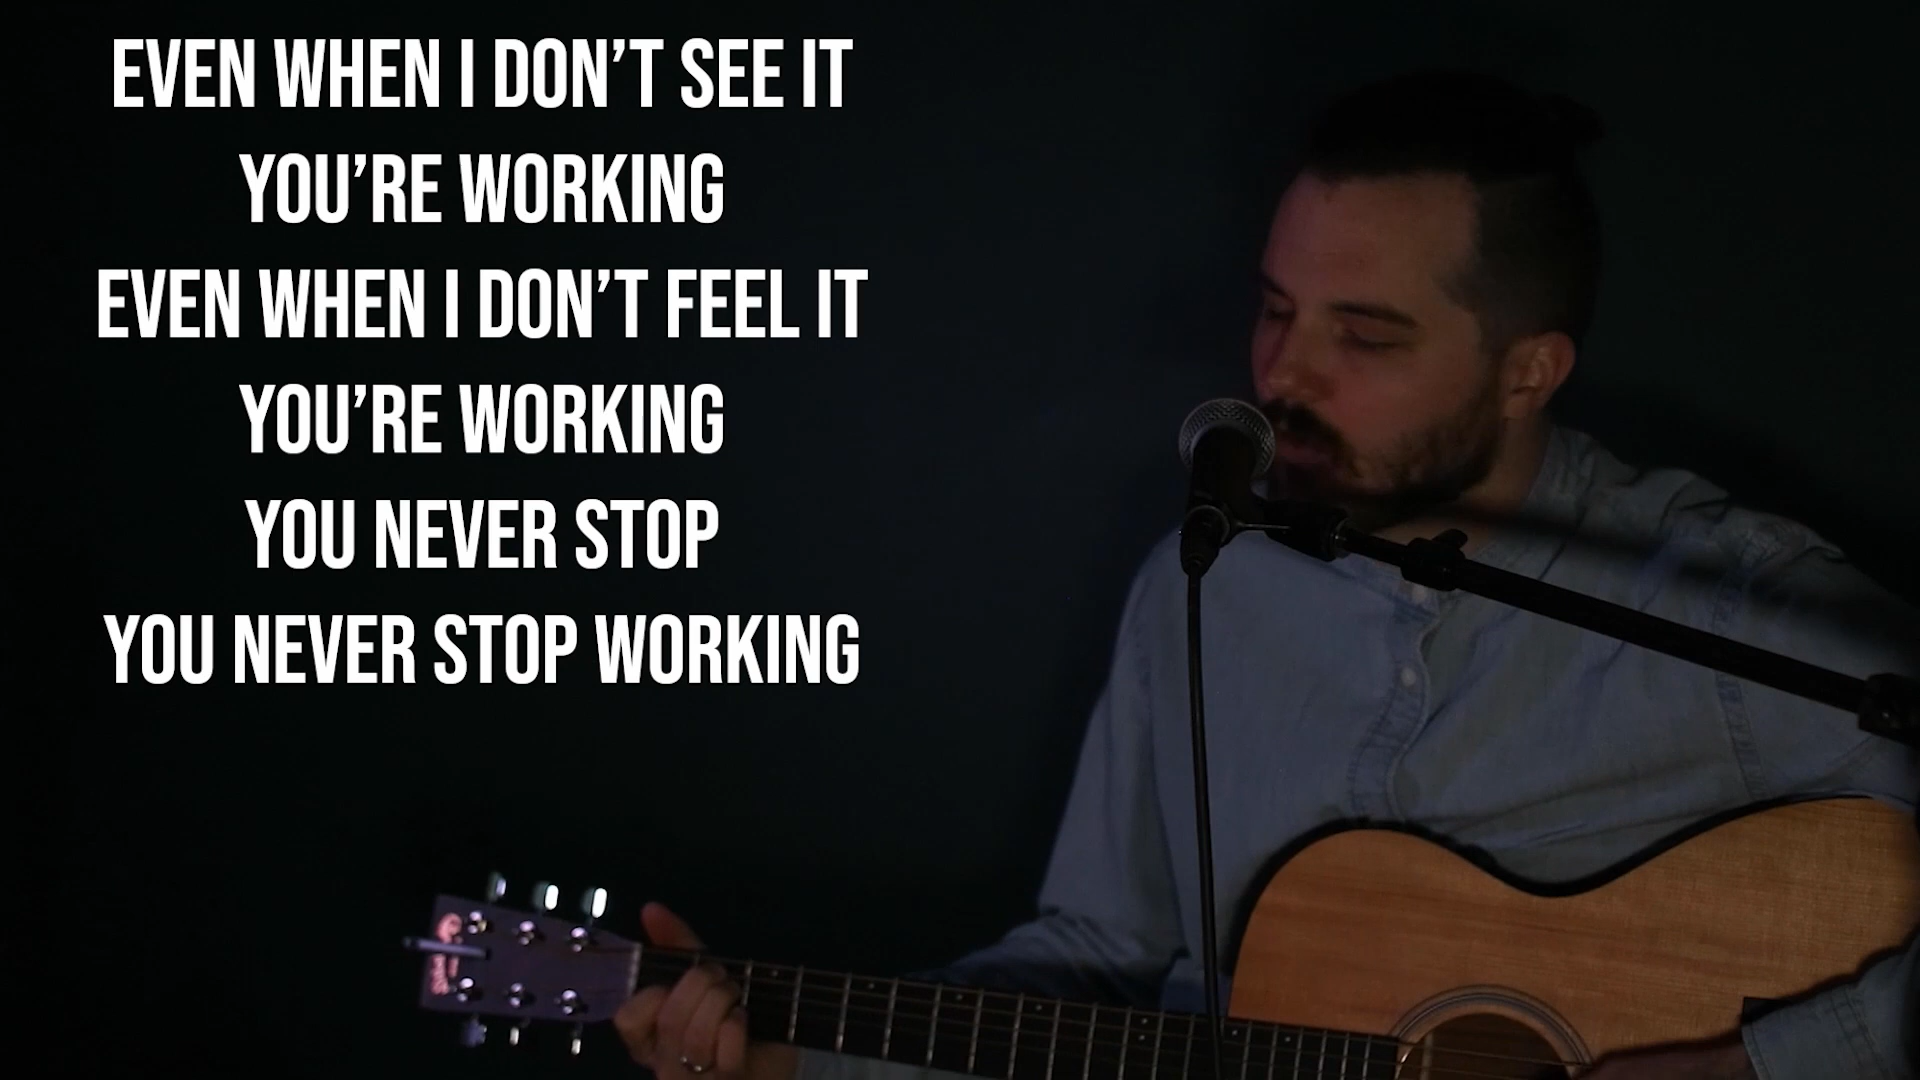 EVEN WHEN I DON'T SEE IT
YOU'RE WORKING
EVEN WHEN I DON'T FEEL IT
YOU'RE WORKING
YOU NEVER STOP
YOU NEVER STOP WORKING